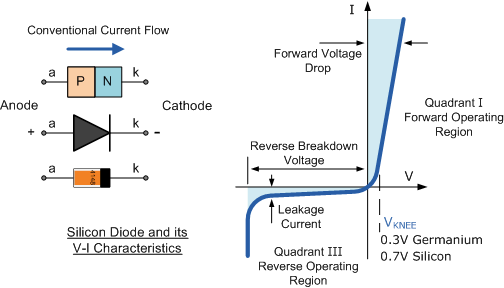 Conventional Current Flow
a
P
N
k
Anode
Cathode
a
k
+
-
a
4148
k
Silicon Diode and its
V-I Characteristics
I
Forward Voltage
Drop
Quadrant I
Forward Operating
Region
Reverse Breakdown
Voltage
V
Leakage
Current
VKNEE
0.3V Germanium
0.7V Silicon
Quadrant III
Reverse Operating
Region